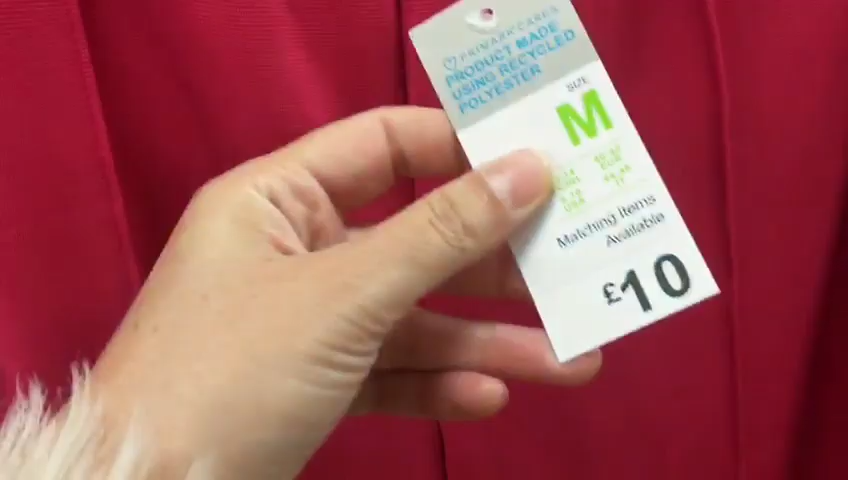 PRIMARK CARES
PRODUCT MADE
USING RECYCLED
POLYESTER
SIZE
M
Matching Items
Available
£10